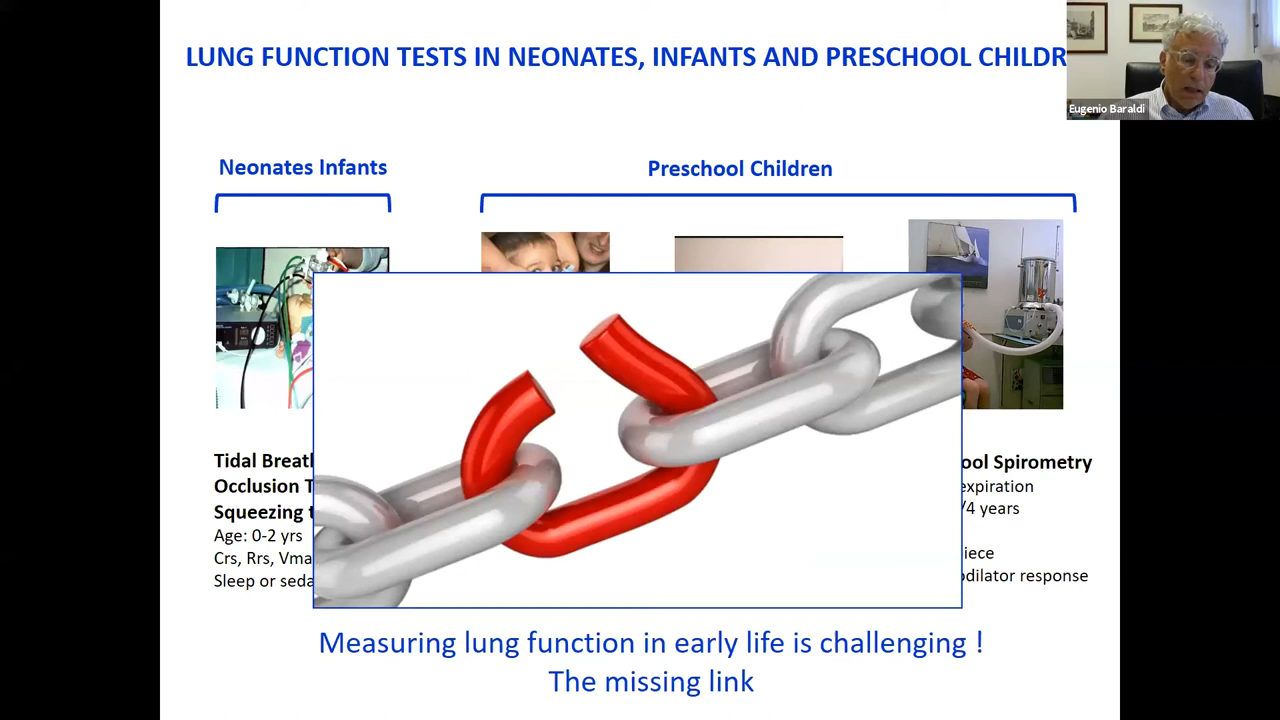 LUNG FUNCTION TESTS IN NEONATES, INFANTS AND PRESCHOOL CHILDR
Eugenio Baraldi
Neonates Infants
Preschool Children
Tidal Breat
Occlusion T
Squeezing t
Age: 0-2 yrs
Crs, Rrs, Vma
Sleep or seda
ool Spirometry
expiration
/4 years
iece
odilator response
Measuring lung function in early life is challenging !
The missing link